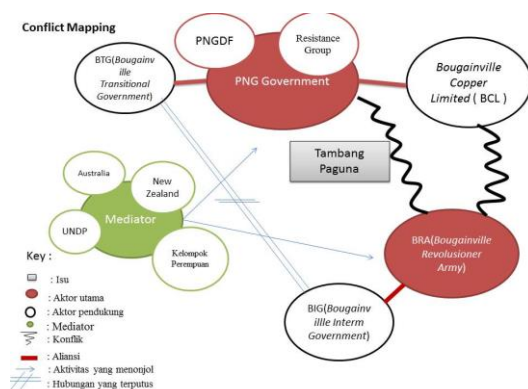 Conflict Mapping
BTG(Bougainv
ille
Transitional
Government)
PNGDF
Resistance
Group
PNG Government
Bougainville
Copper
Limited ( BCL )
Tambang
Paguna
Australia
New
Zealand
Mediator
UNDP
Kelompok
Perempuan
BRA(Bougainville
Revolusioner
Army)
BIG(Bougainv
illle Interm
Government)
Key :
: Isu
: Aktor utama
: Aktor pendukung
: Mediator
: Konflik
: Aliansi
: Aktivitas yang menonjol
: Hubungan yang terputus